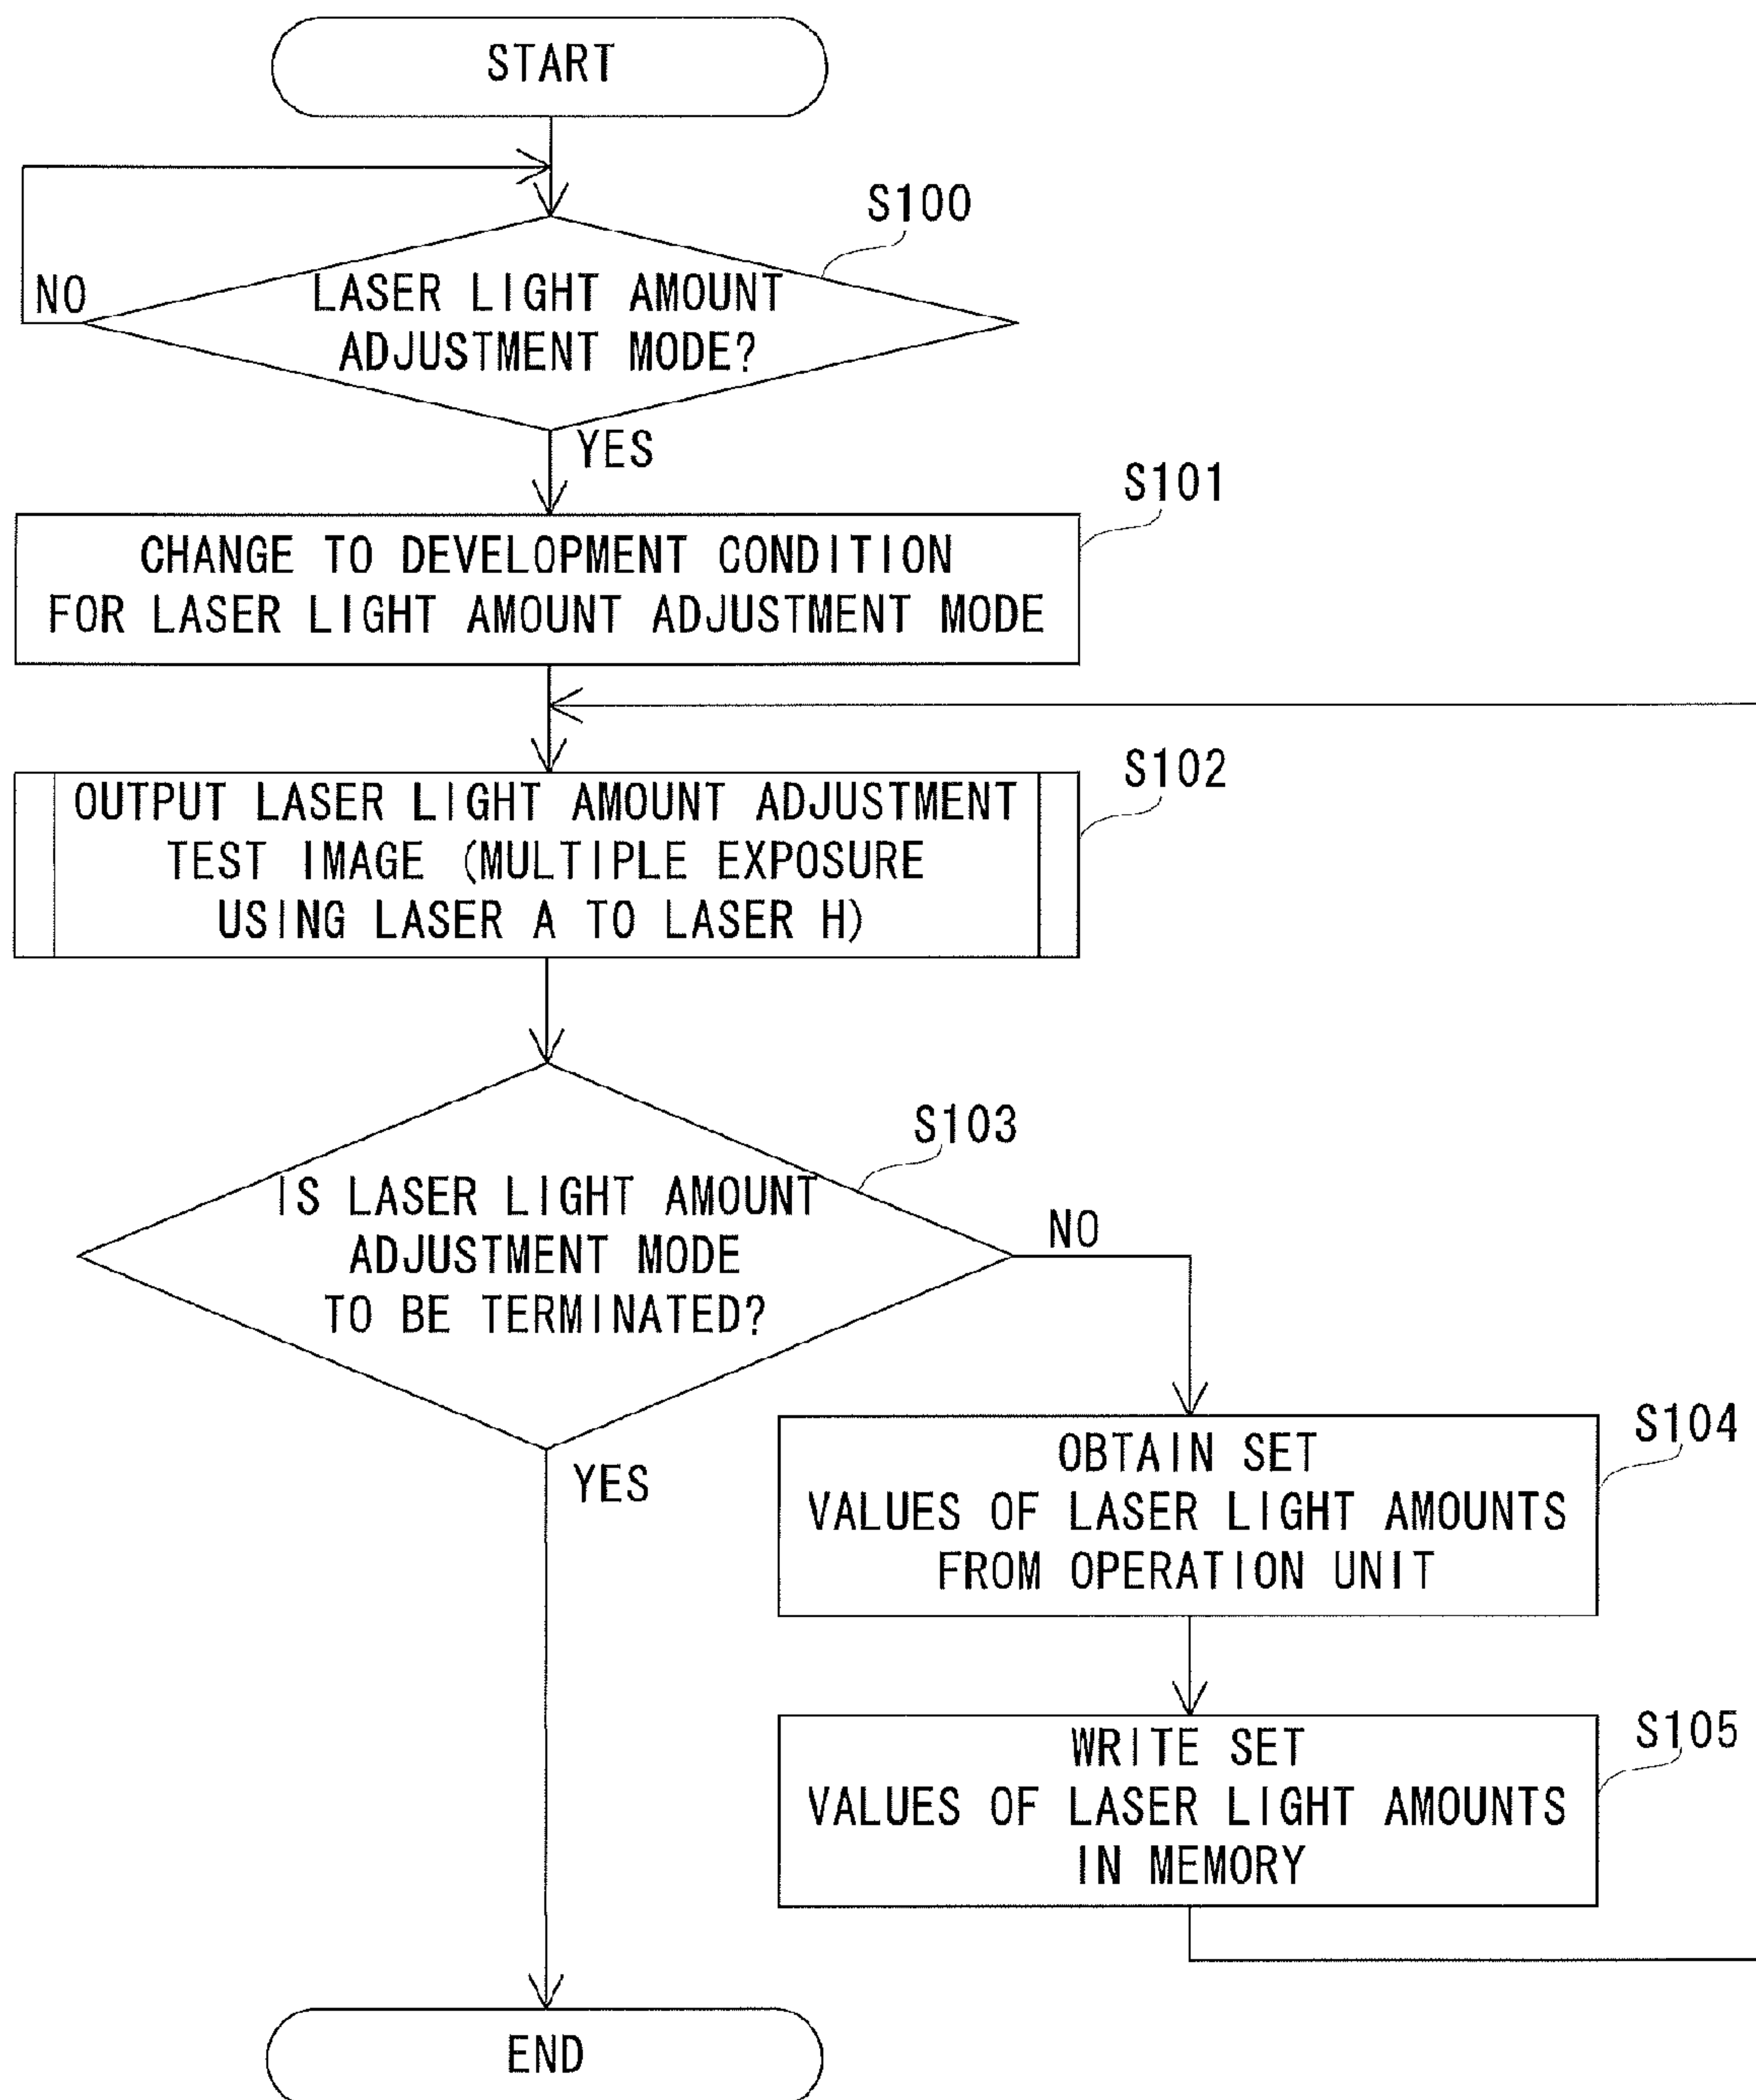 START
S100
NO
LASER LIGHT AMOUNT
ADJUSTMENT MODE?
YES
S101
CHANGE TO DEVELOPMENT CONDITION
FOR LASER LIGHT AMOUNT ADJUSTMENT MODE
S102
OUTPUT LASER LIGHT AMOUNT ADJUSTMENT
TEST IMAGE (MULTIPLE EXPOSURE
USING LASER A TO LASER H)
S103
IS LASER LIGHT AMOUNT
ADJUSTMENT MODE
TO BE TERMINATED?
NO
YES
S104
OBTAIN SET
VALUES OF LASER LIGHT AMOUNTS
FROM OPERATION UNIT
S105
WRITE SET
VALUES OF LASER LIGHT AMOUNTS
IN MEMORY
END